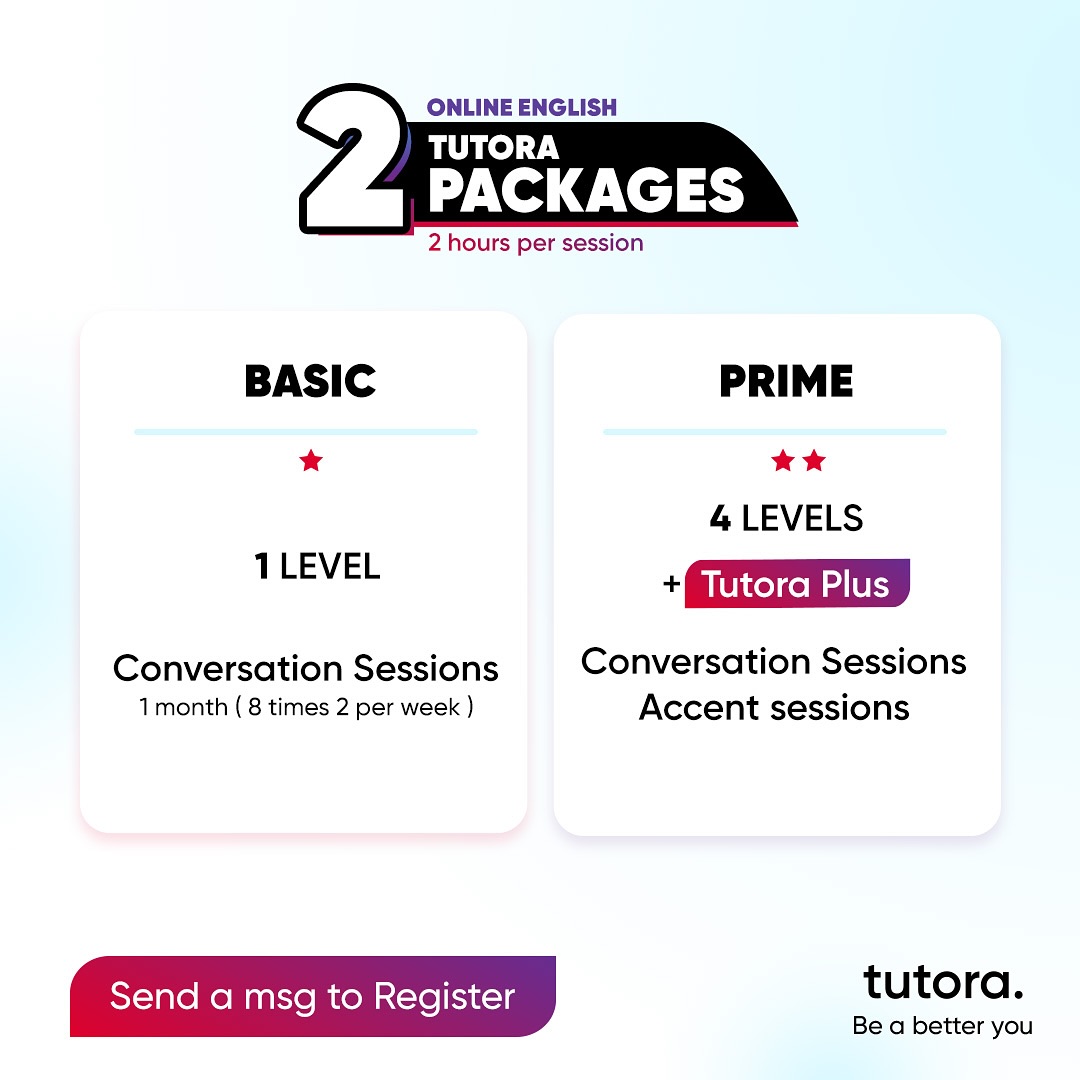 2
ONLINE ENGLISH
TUTORA
PACKAGES
2 hours per session
BASIC
1 LEVEL
Conversation Sessions
1 month ( 8 times 2 per week )
PRIME
4 LEVELS
+ Tutora Plus
Conversation Sessions
Accent sessions
Send a msg to Register
tutora.
Be a better you